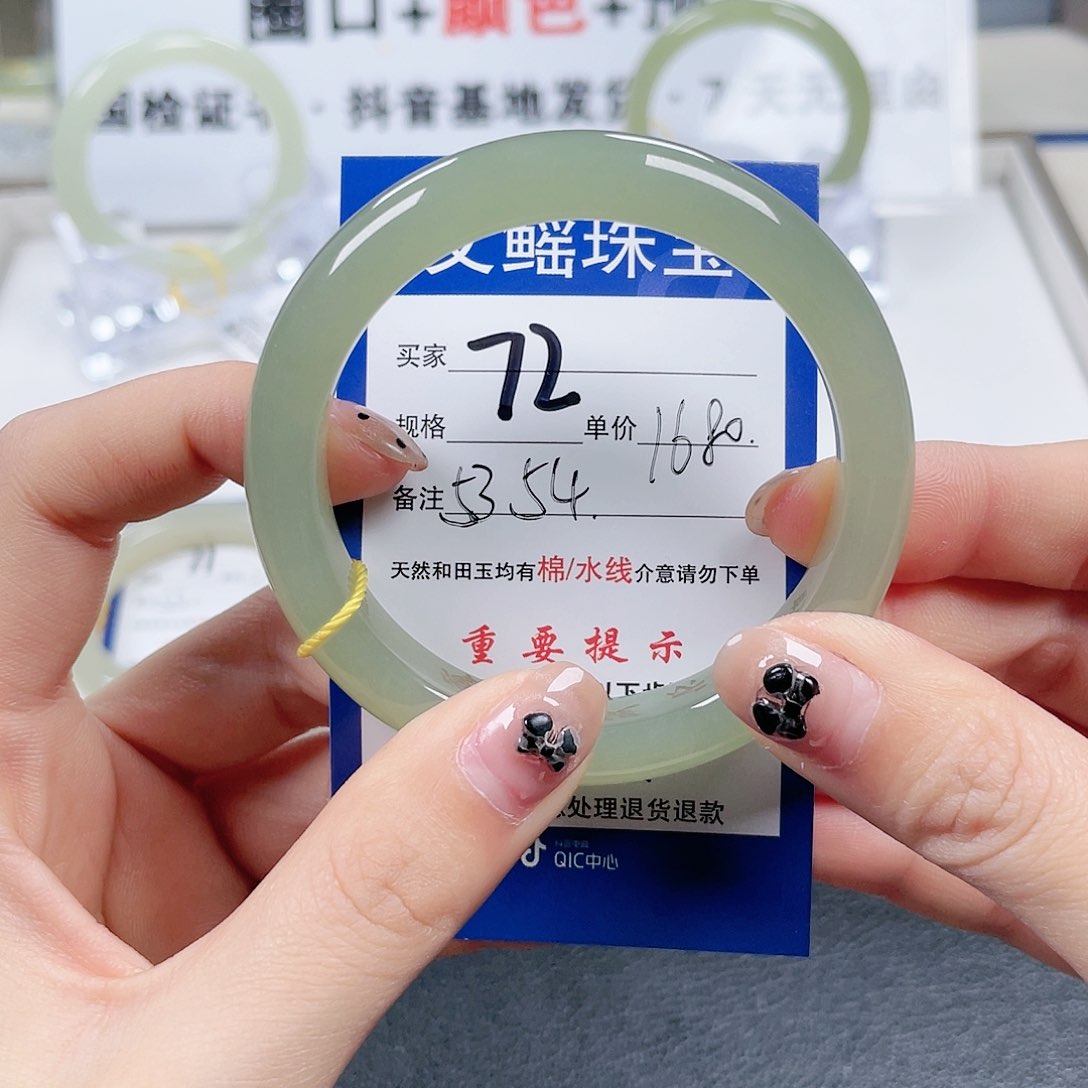 圈口+颜色+预
国检证书·抖音基地发货·7天无理由
鳐珠宝
买家 72
规格 单价 1680.
备注 53 54.
天然和田玉均有棉/水线介意请勿下单
重要提示
处理退货退款
QIC中心